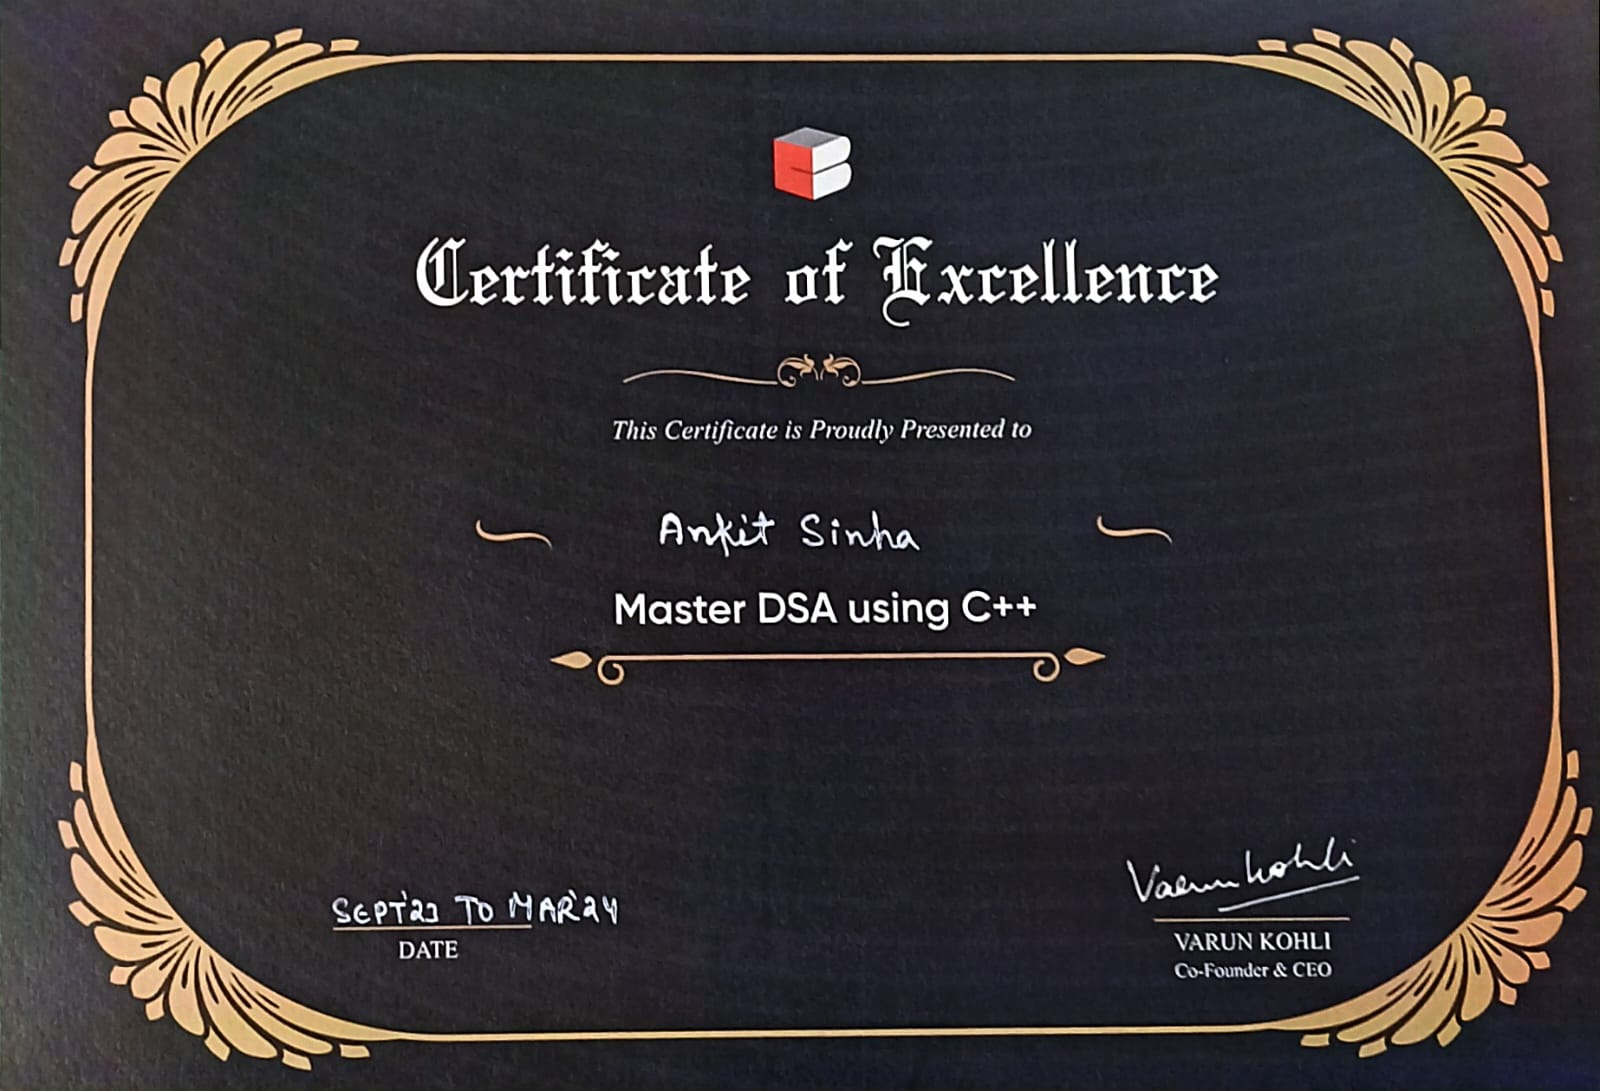 Certificate of Excellence
This Certificate is Proudly Presented to
Ankit Sinha
Master DSA using C++
SEPT'23 TO MAR'24
DATE
Varun Kohli
VARUN KOHLI
Co-Founder & CEO